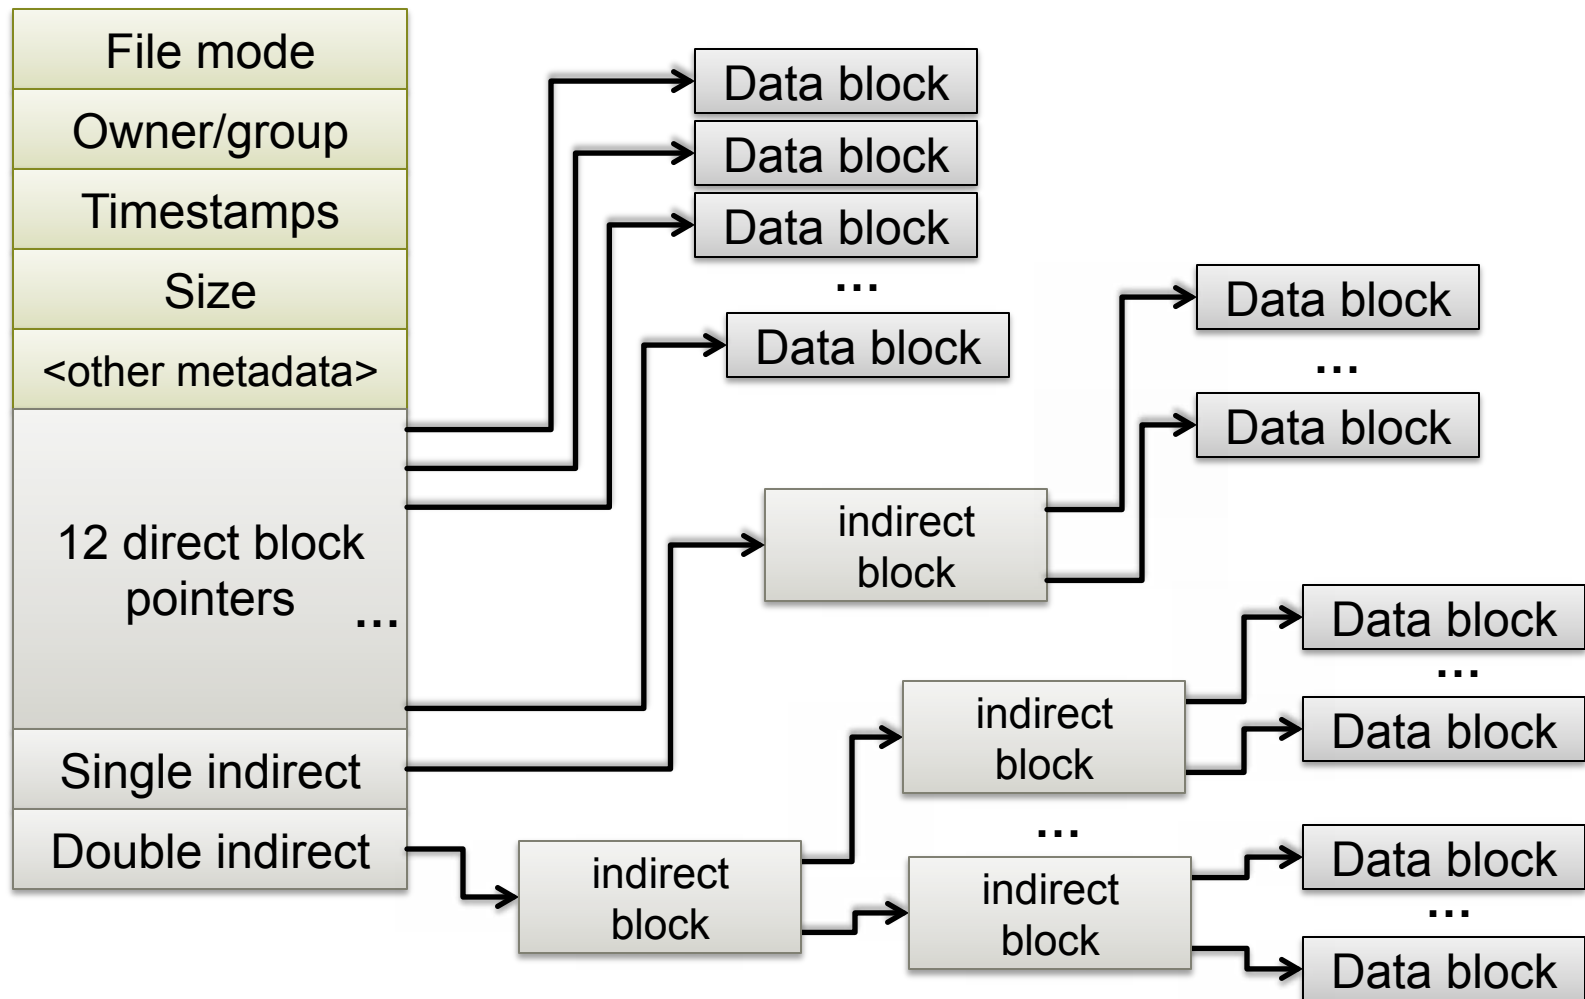 File mode
Owner/group
Timestamps
Size
<other metadata>
12 direct block
pointers
...
Single indirect
Double indirect
Data block
Data block
Data block
...
Data block
indirect
block
Data block
...
Data block
indirect
block
indirect
block
...
indirect
block
Data block
...
Data block
Data block
...
Data block